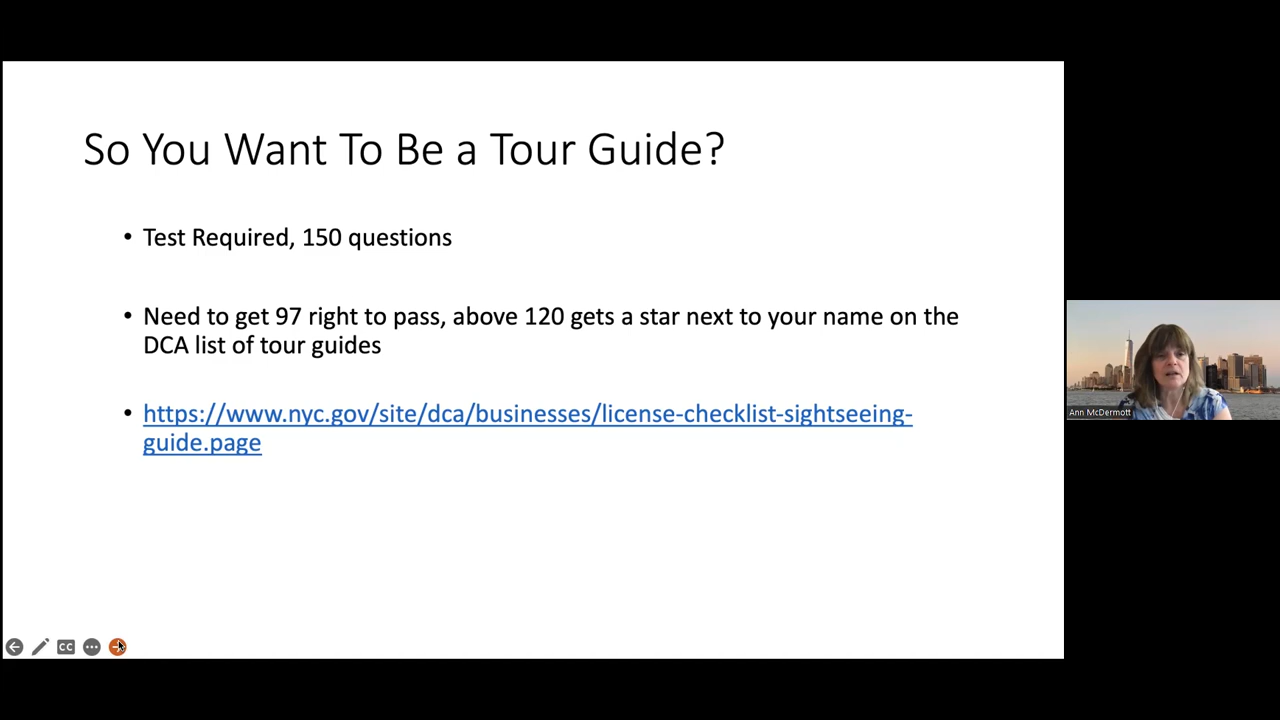 So You Want To Be a Tour Guide?
• Test Required, 150 questions
• Need to get 97 right to pass, above 120 gets a star next to your name on the
DCA list of tour guides
• https://www.nyc.gov/site/dca/businesses/license-checklist-sightseeing-
guide.page
Ann McDermott
CC